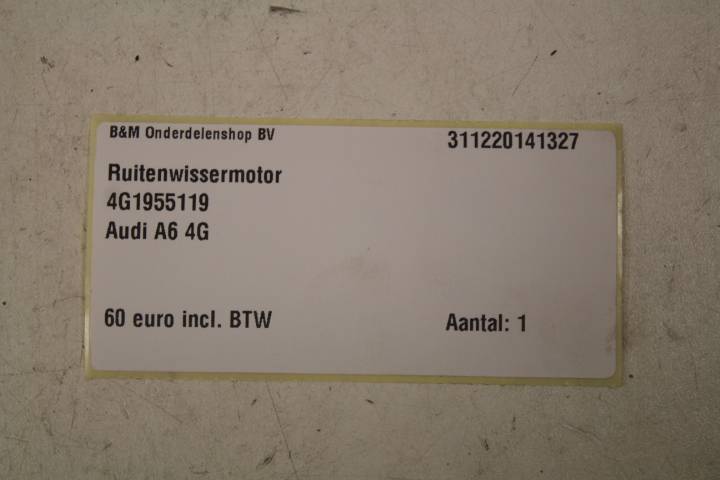 B&M Onderdelenshop BV
311220141327
Ruitenwissermotor
4G1955119
Audi A6 4G
60 euro incl. BTW
Aantal: 1